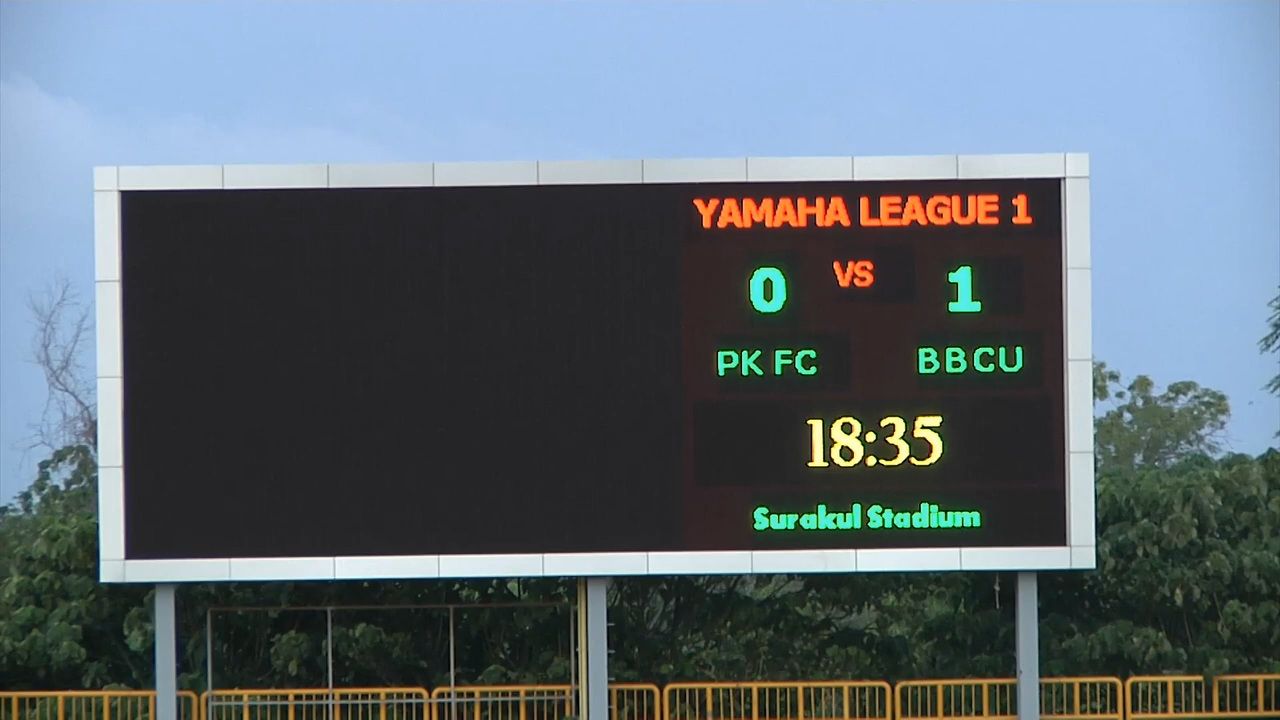 YAMAHA LEAGUE 1
0 VS 1
PK FC BBCU
18:35
Surakul Stadium